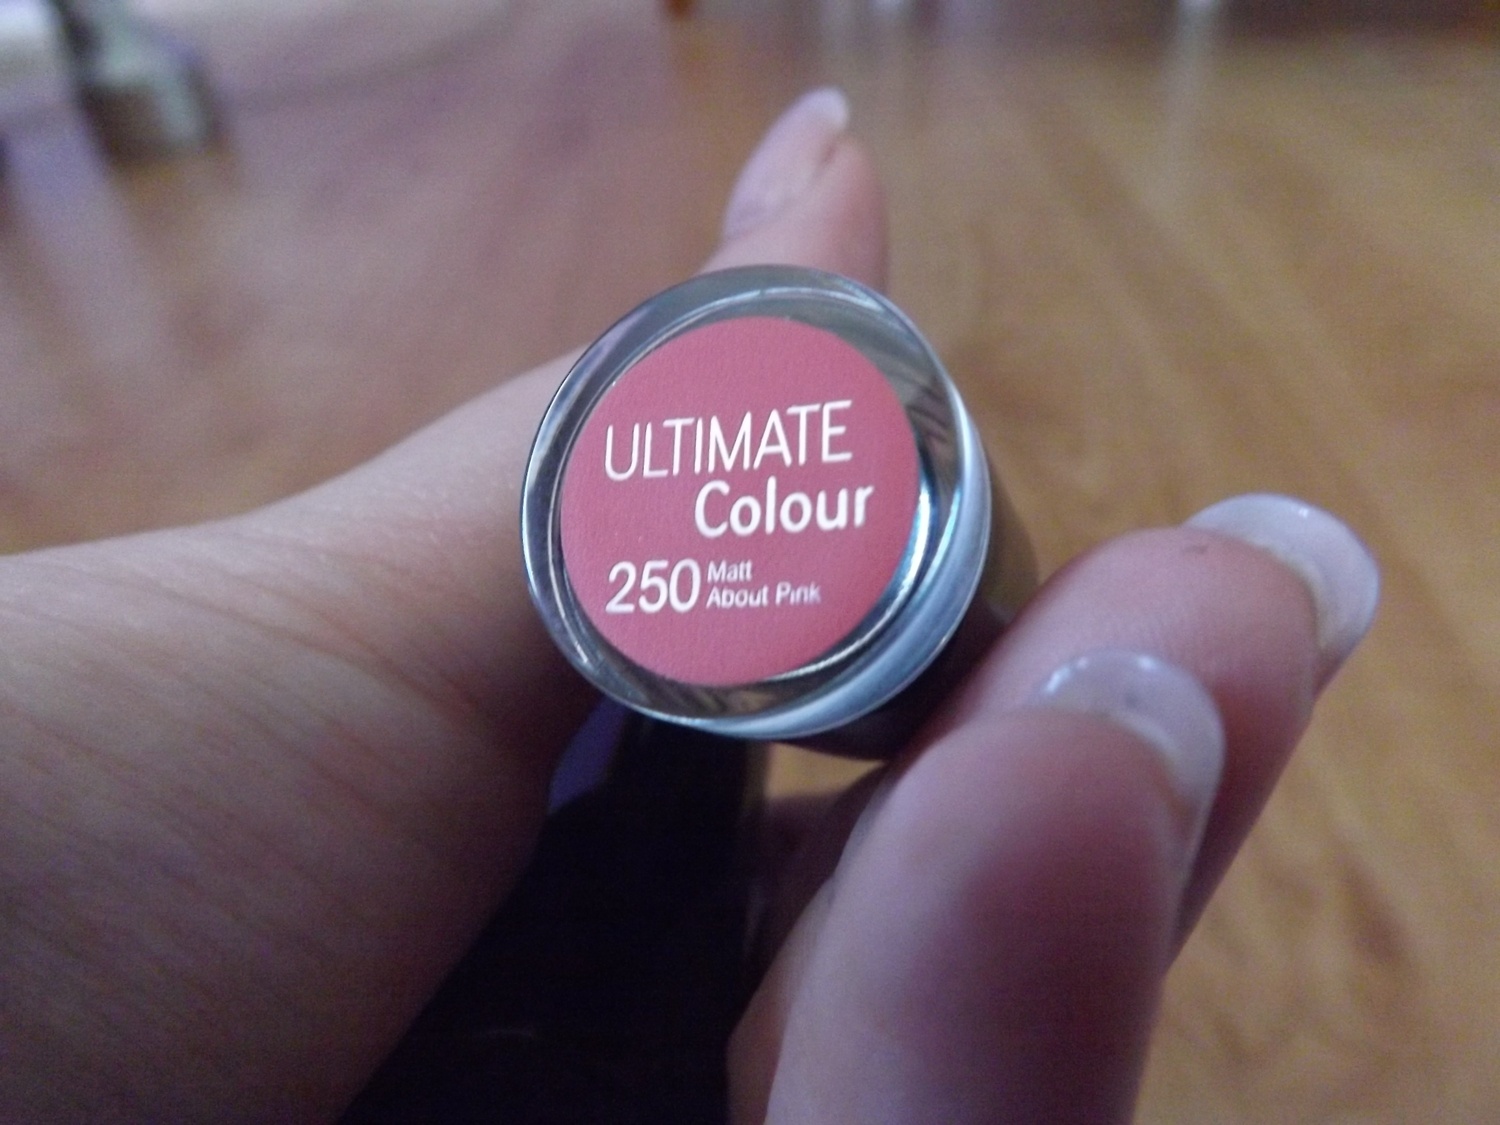 ULTIMATE
Colour
250 Matt
About Pink